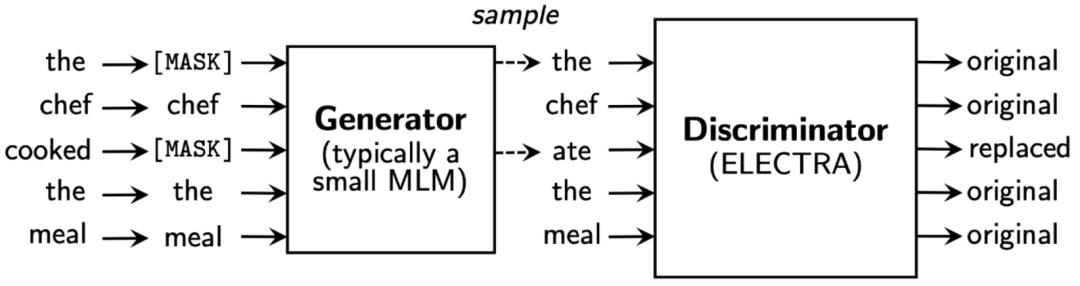 sample
the [MASK] the original
chef chef chef original
cooked [MASK] ate replaced
the the the original
meal meal meal original
Generator
(typically a
small MLM)
Discriminator
(ELECTRA)